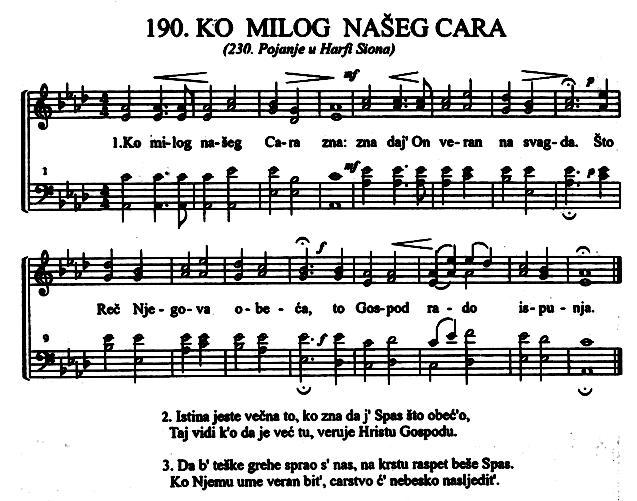 190. KO MILOG NAŠEG CARA
(230. Pojanje u Harfi Siona)
mf
p
1.Ko mi-log na-šeg Ca-ra zna: zna daj' On ve-ran na svag-da. Što
1
mf
p
f
Reč Nje-go-va o-be-ća, to Gos-pod ra-do is-pu-nja.
9
f
2. Istina jeste večna to, ko zna da j' Spas što obeć'o,
Taj vidi k'o da je već tu, veruje Hristu Gospodu.
3. Da b' teške grehe sprao s' nas, na krstu raspet beše Spas.
Ko Njemu ume veran bit', carstvo ć' nebesko nasljedit'.